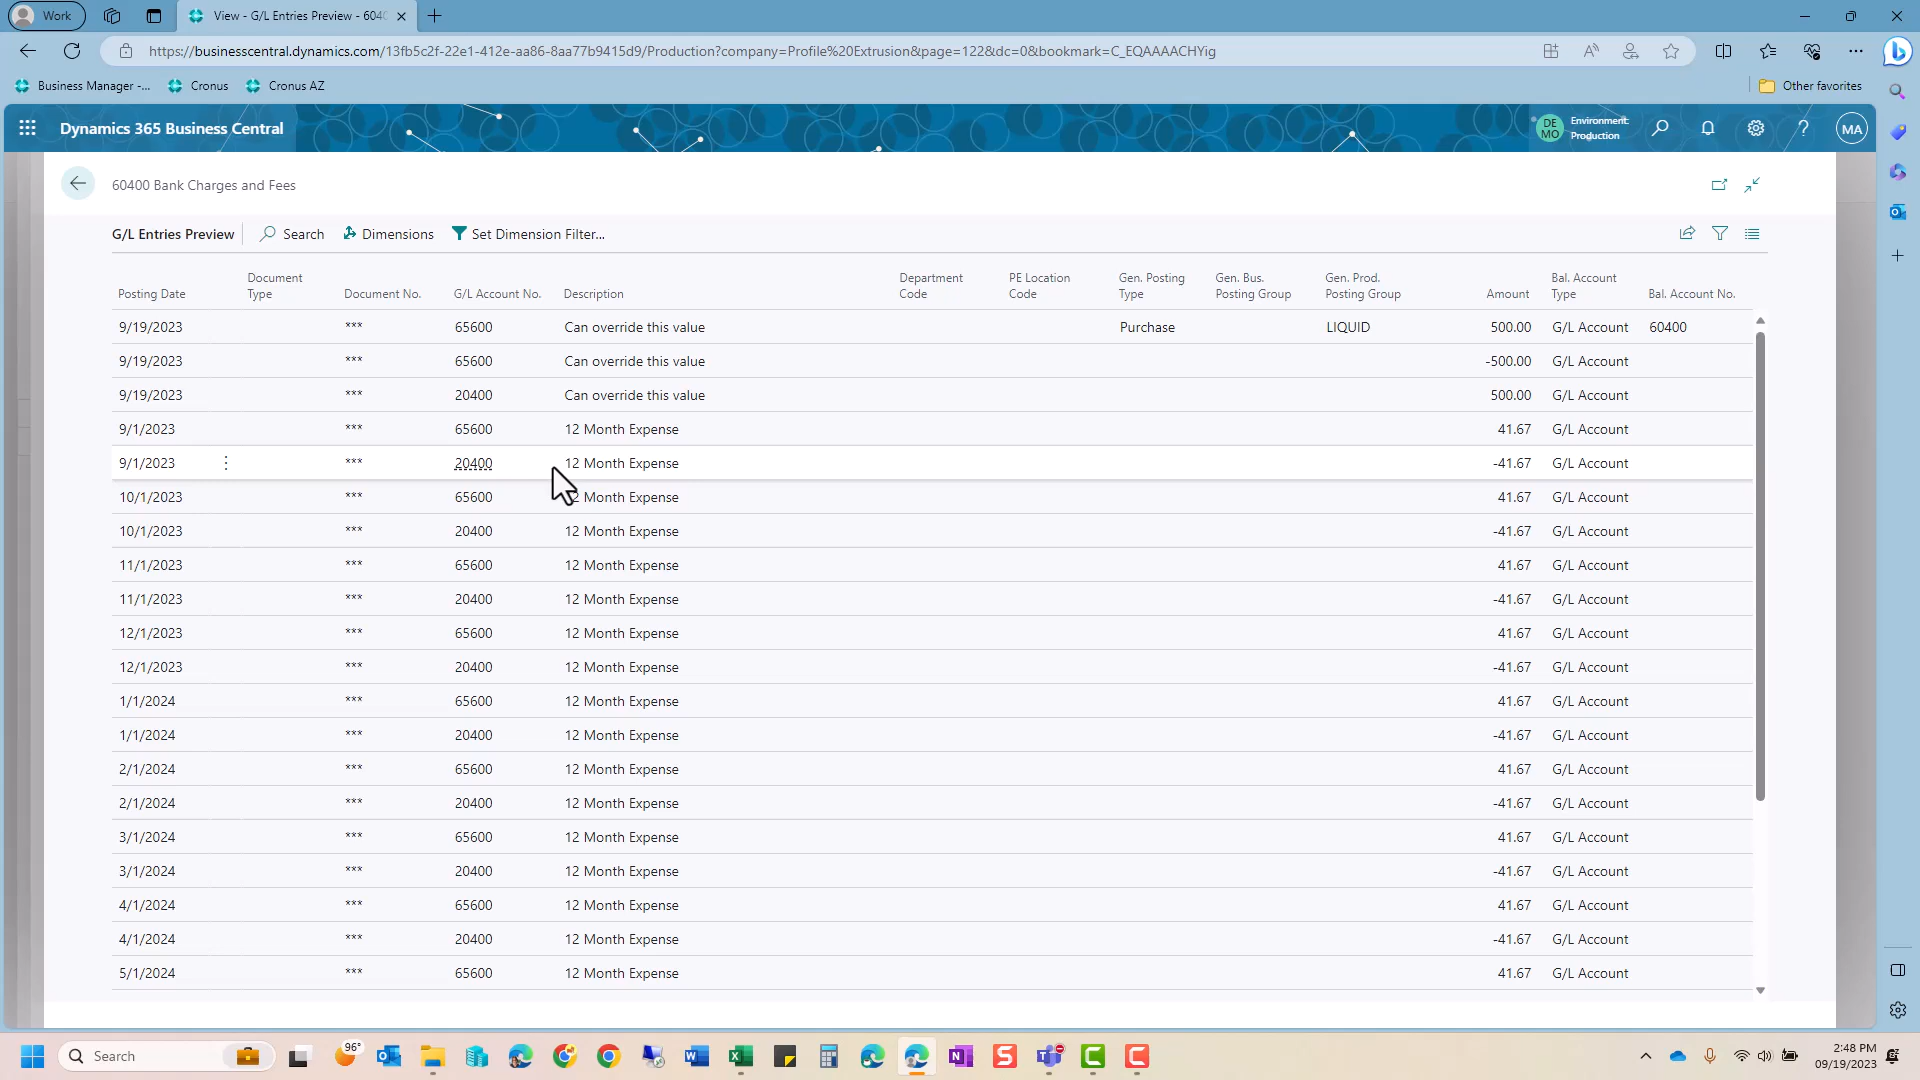 Work
View - G/L Entries Preview - 604(
https://businesscentral.dynamics.com/13fb5c2f-22e1-412e-aa86-8aa77b9415d9/Production?company=Profile%20Extrusion&page=122&dc=0&bookmark=C_EQAAAACHYig
Business Manager -... Cronus Cronus AZ Other favorites
Dynamics 365 Business Central DE MO Environment: Production MA
60400 Bank Charges and Fees
G/L Entries Preview Search Dimensions Set Dimension Filter...
Posting Date Document Type Document No. G/L Account No. Description Department Code PE Location Code Gen. Posting Type Gen. Bus. Posting Group Gen. Prod. Posting Group Amount Bal. Account Type Bal. Account No.
9/19/2023 *** 65600 Can override this value Purchase LIQUID 500.00 G/L Account 60400
9/19/2023 *** 65600 Can override this value -500.00 G/L Account
9/19/2023 *** 20400 Can override this value 500.00 G/L Account
9/1/2023 *** 65600 12 Month Expense 41.67 G/L Account
9/1/2023 *** 20400 12 Month Expense -41.67 G/L Account
10/1/2023 *** 65600 2 Month Expense 41.67 G/L Account
10/1/2023 *** 20400 12 Month Expense -41.67 G/L Account
11/1/2023 *** 65600 12 Month Expense 41.67 G/L Account
11/1/2023 *** 20400 12 Month Expense -41.67 G/L Account
12/1/2023 *** 65600 12 Month Expense 41.67 G/L Account
12/1/2023 *** 20400 12 Month Expense -41.67 G/L Account
1/1/2024 *** 65600 12 Month Expense 41.67 G/L Account
1/1/2024 *** 20400 12 Month Expense -41.67 G/L Account
2/1/2024 *** 65600 12 Month Expense 41.67 G/L Account
2/1/2024 *** 20400 12 Month Expense -41.67 G/L Account
3/1/2024 *** 65600 12 Month Expense 41.67 G/L Account
3/1/2024 *** 20400 12 Month Expense -41.67 G/L Account
4/1/2024 *** 65600 12 Month Expense 41.67 G/L Account
4/1/2024 *** 20400 12 Month Expense -41.67 G/L Account
5/1/2024 *** 65600 12 Month Expense 41.67 G/L Account
Search 96° 2:48 PM
09/19/2023